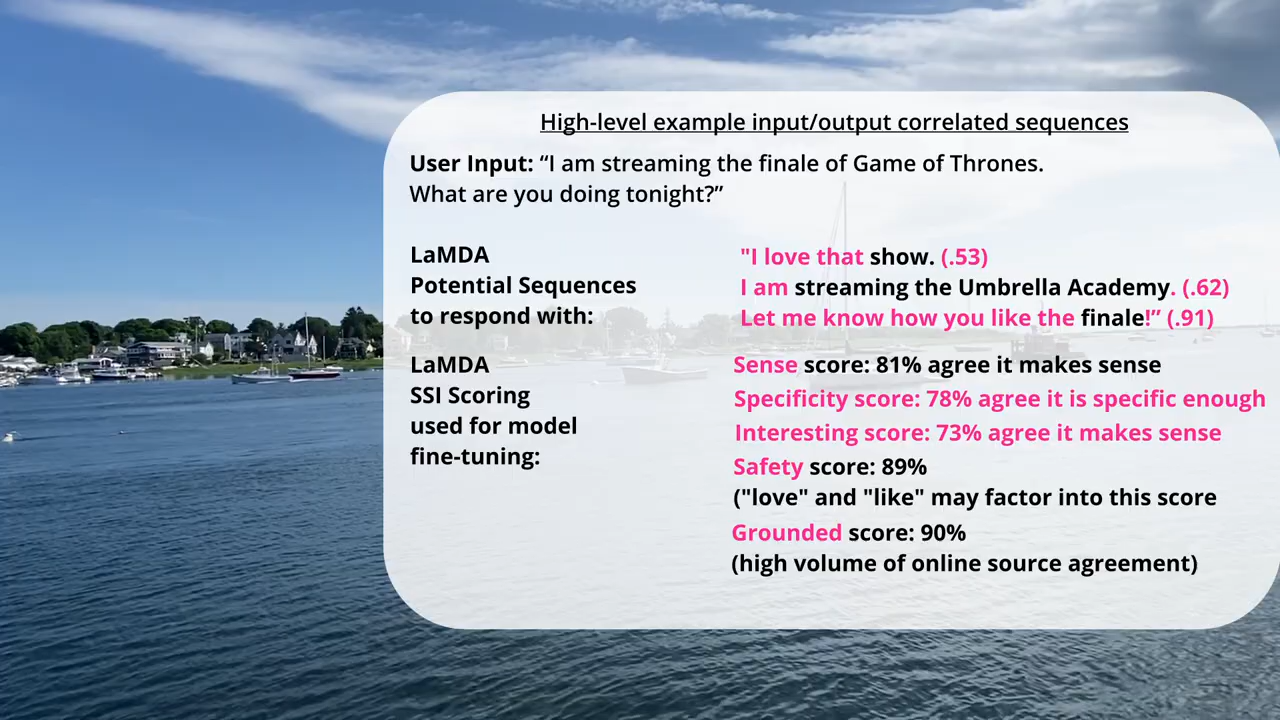 High-level example input/output correlated sequences
User Input: “I am streaming the finale of Game of Thrones.
What are you doing tonight?”
LaMDA
Potential Sequences
to respond with:
"I love that show. (.53)
I am streaming the Umbrella Academy. (.62)
Let me know how you like the finale!” (.91)
LaMDA
SSI Scoring
used for model
fine-tuning:
Sense score: 81% agree it makes sense
Specificity score: 78% agree it is specific enough
Interesting score: 73% agree it makes sense
Safety score: 89%
("love" and "like" may factor into this score
Grounded score: 90%
(high volume of online source agreement)